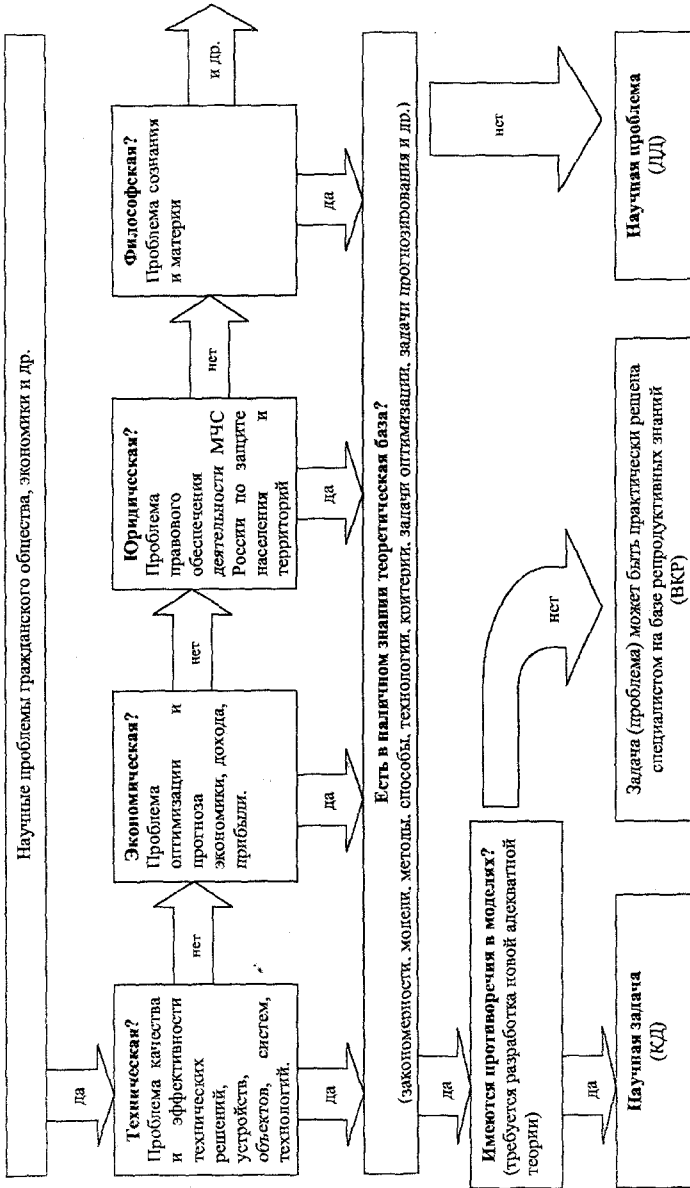 Научные проблемы гражданского общества, экономики и др.
да
Техническая?
Проблема качества
и эффективности
технических
решений,
устройств,
объектов, систем,
технологий.
нет
Экономическая?
Проблема
оптимизации и
прогноза
экономики, дохода,
прибыли.
нет
Юридическая?
Проблема
правового
обеспечения
деятельности МЧС
России по защите
населения и
территорий
нет
Философская?
Проблема сознания
и материи
и др.
да
да
да
да
Есть в наличном знании теоретическая база?
(закономерности, модели, методы, способы, технологии, критерии, задачи оптимизации, задачи прогнозирования и др.)
да
нет
Имеются противоречия в моделях?
(требуется разработка новой адекватной
теории)
да
нет
Научная задача
(КД)
Задача (проблема) может быть практически решена
специалистом на базе репродуктивных знаний
(ВКР)
Научная проблема
(ДД)